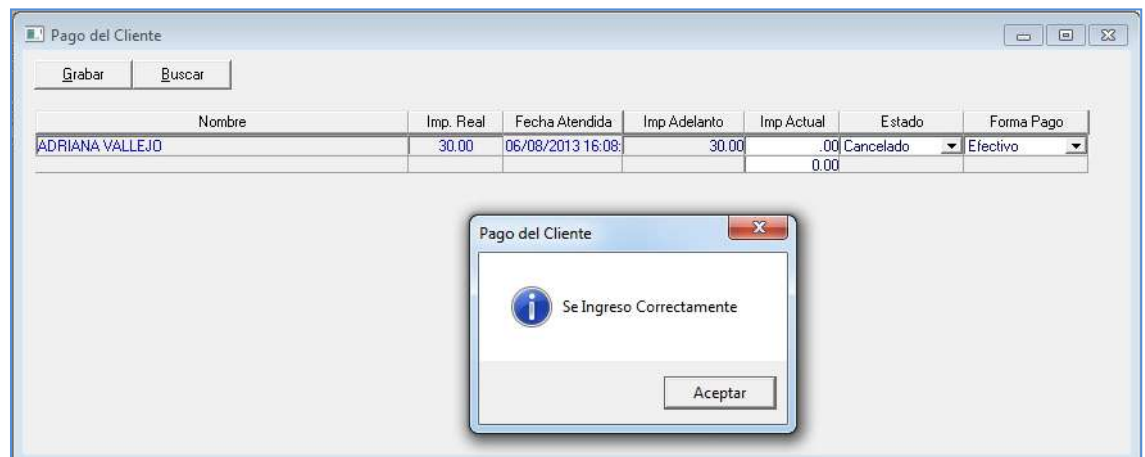 Pago del Cliente
Grabar Buscar
Nombre Imp. Real Fecha Atendida Imp Adelanto Imp Actual Estado Forma Pago
ADRIANA VALLEJO 30.00 06/08/2013 16:08: 30.00 .00 Cancelado Efectivo
0.00
Pago del Cliente
Se Ingreso Correctamente
Aceptar